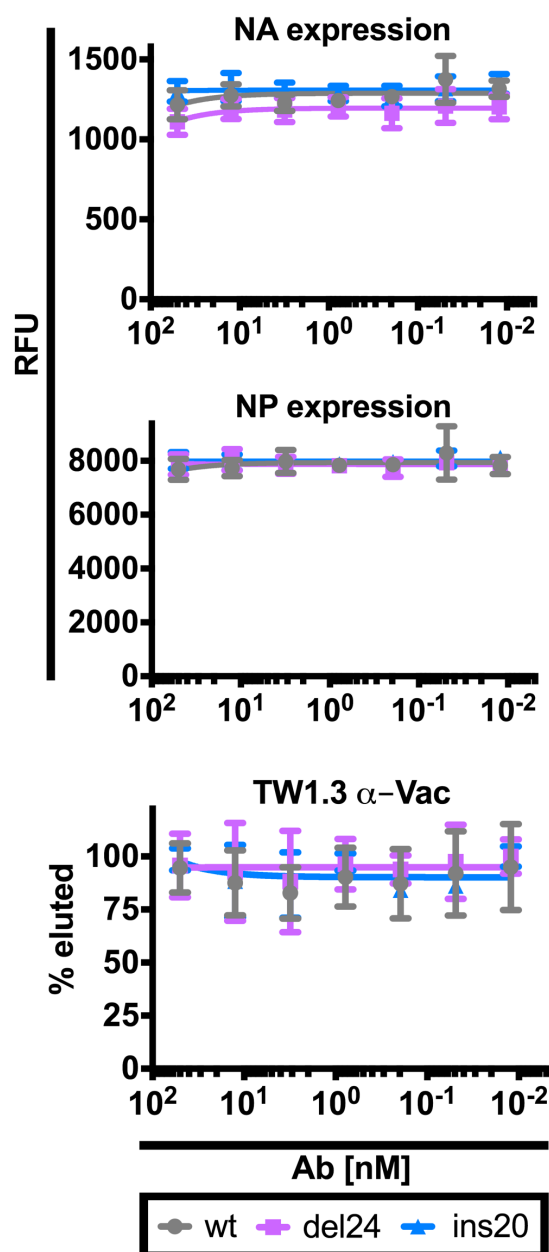 NA expression
1500
1000
500
0
10² 10¹ 10⁰ 10⁻¹ 10⁻²
RFU
NP expression
8000
6000
4000
2000
0
10² 10¹ 10⁰ 10⁻¹ 10⁻²
TW1.3 α−Vac
% eluted
100
75
50
25
0
10² 10¹ 10⁰ 10⁻¹ 10⁻²
Ab [nM]
wt del24 ins20